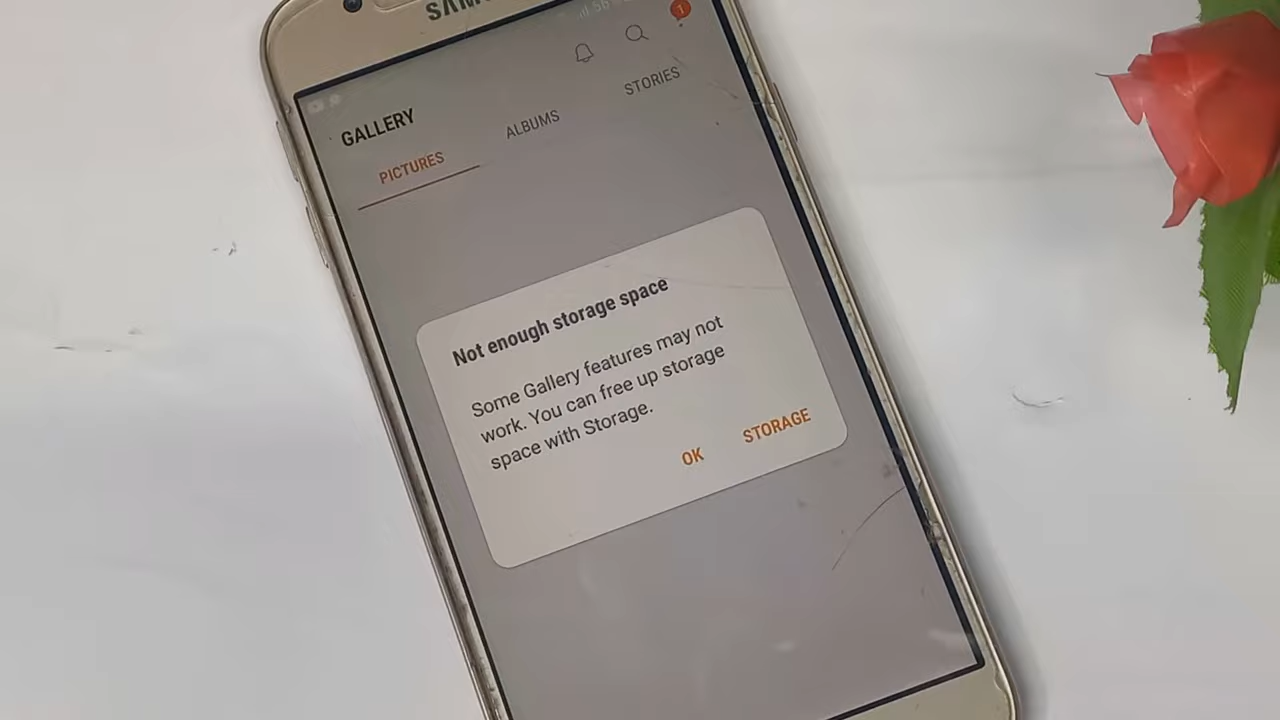 1
GALLERY
PICTURES
ALBUMS
STORIES
Not enough storage space
Some Gallery features may not
work. You can free up storage
space with Storage.
OK
STORAGE